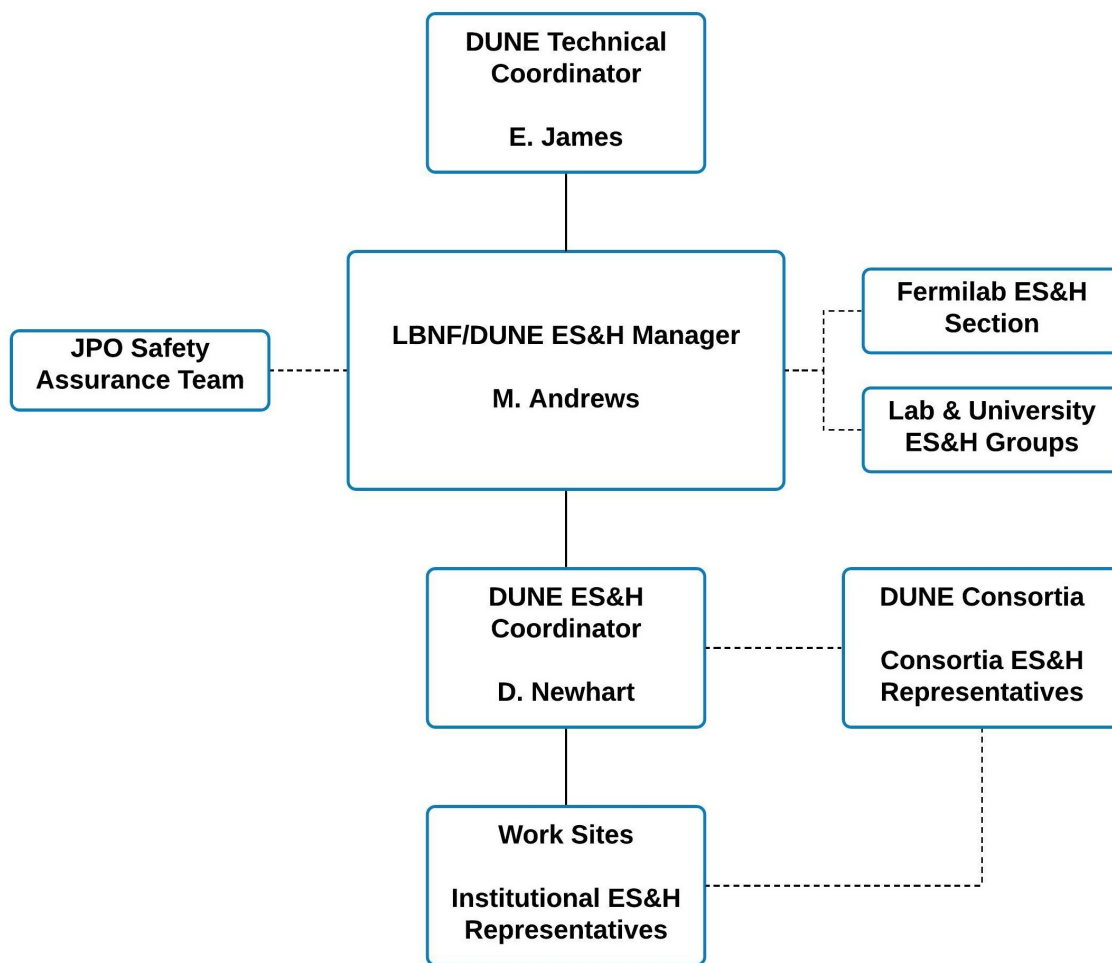 DUNE Technical
Coordinator
E. James
LBNF/DUNE ES&H Manager
M. Andrews
JPO Safety
Assurance Team
Fermilab ES&H
Section
Lab & University
ES&H Groups
DUNE ES&H
Coordinator
D. Newhart
DUNE Consortia
Consortia ES&H
Representatives
Work Sites
Institutional ES&H
Representatives